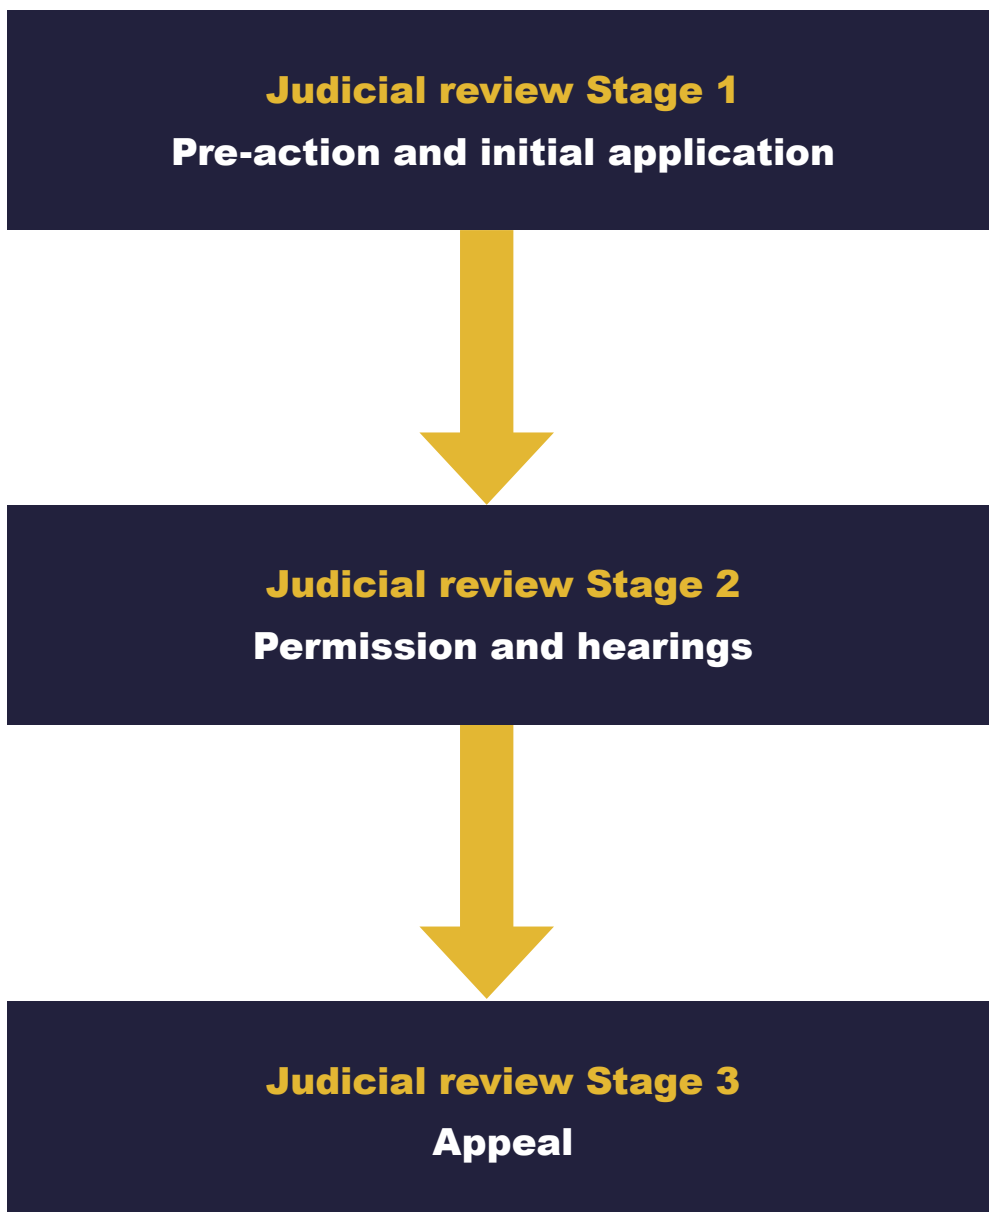 Judicial review Stage 1
Pre-action and initial application
Judicial review Stage 2
Permission and hearings
Judicial review Stage 3
Appeal